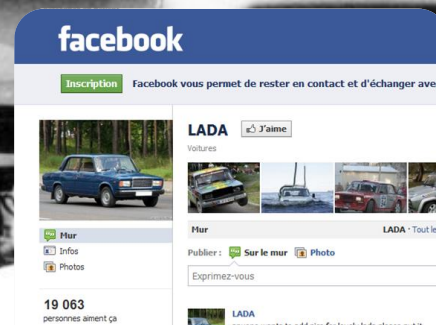 facebook
Inscription Facebook vous permet de rester en contact et d'échanger ave
LADA J'aime
Voitures
Mur
Infos
Photos
Mur LADA · Tout le
Publier : Sur le mur Photo
Exprimez-vous
19 063
personnes aiment ça
LADA